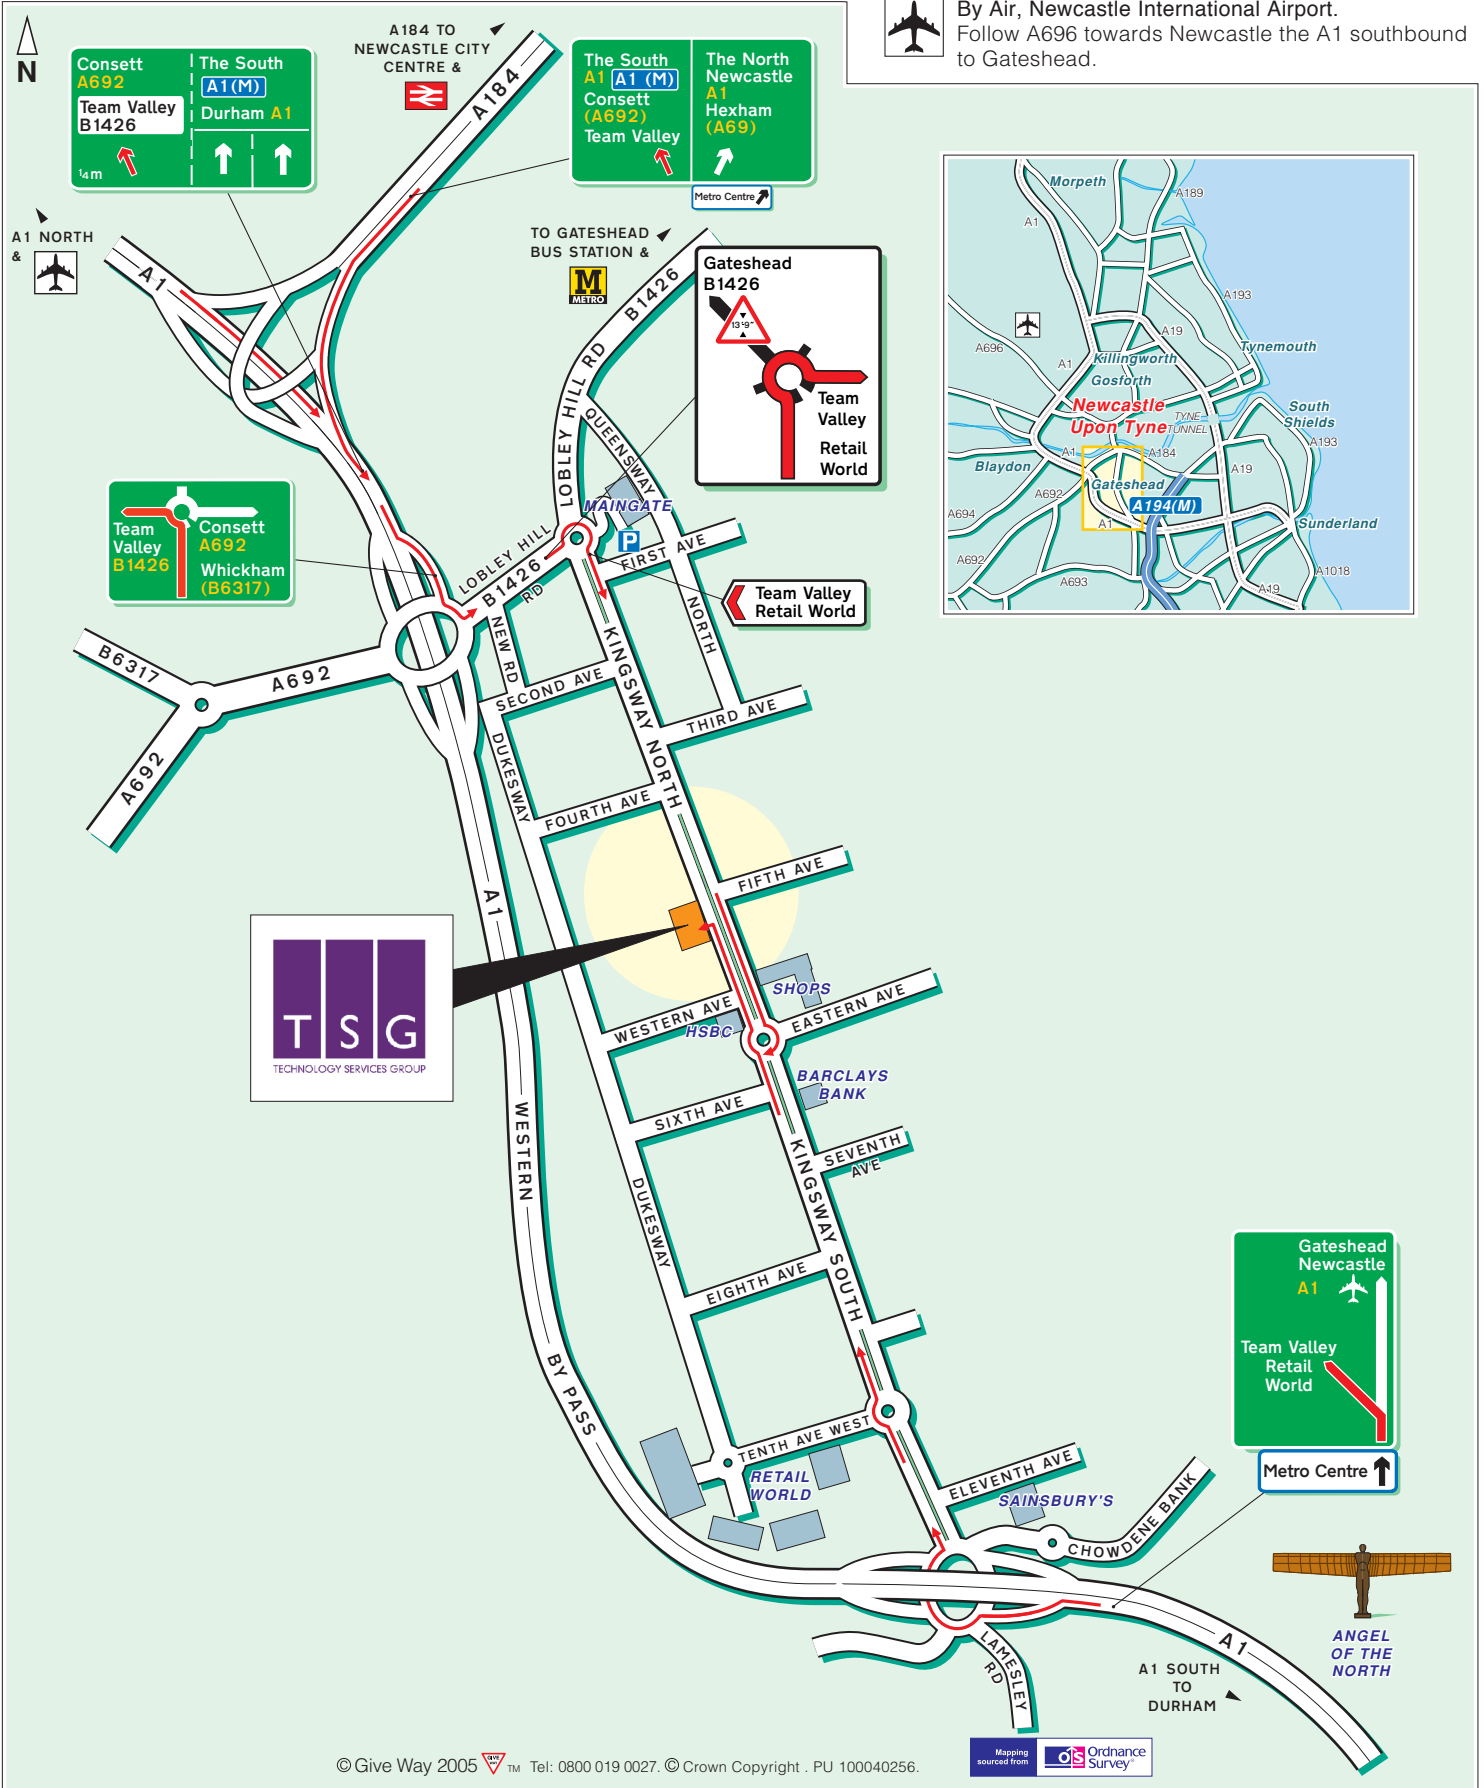 By Air, Newcastle International Airport.
Follow A696 towards Newcastle the A1 southbound
to Gateshead.
N
Consett
A692
Team Valley
B1426
¼m
The South
A1(M)
Durham A1
A184 TO
NEWCASTLE CITY
CENTRE &
A184
The South
A1 A1 (M)
Consett
(A692)
Team Valley
The North
Newcastle
A1
Hexham
(A69)
Metro Centre
A1 NORTH
&
A1
TO GATESHEAD
BUS STATION &
M
METRO
B1426
LOBLEY HILL RD
QUEENSWAY
NORTH
Gateshead
B1426
13'9"
Team
Valley
Retail
World
Morpeth
A189
A1
A193
A19
A696
A1
Killingworth
Tynemouth
Gosforth
Newcastle
Upon Tyne
TYNE
TUNNEL
South
Shields
A193
A1
A184
A19
Blaydon
Gateshead
A692
A194(M)
A694
A1
Sunderland
A692
A693
A1018
A19
Team
Valley
B1426
Consett
A692
Whickham
(B6317)
MAINGATE
P
FIRST AVE
LOBLEY HILL
B1426
RD
Team Valley
Retail World
NEW RD
KINGSWAY NORTH
B6317
A692
A692
SECOND AVE
THIRD AVE
DUKESWAY
FOURTH AVE
FIFTH AVE
A1
TSG
TECHNOLOGY SERVICES GROUP
SHOPS
WESTERN AVE
HSBC
EASTERN AVE
BARCLAYS
BANK
SIXTH AVE
SEVENTH
AVE
WESTERN
DUKESWAY
KINGSWAY SOUTH
EIGHTH AVE
BY PASS
Gateshead
Newcastle
A1
Team Valley
Retail
World
Metro Centre
TENTH AVE WEST
RETAIL
WORLD
ELEVENTH AVE
SAINSBURY'S
CHOWDENE BANK
ANGEL
OF THE
NORTH
LAMESLEY
RD
A1
A1 SOUTH
TO
DURHAM
© Give Way 2005 GIVE WAY TM Tel: 0800 019 0027. © Crown Copyright . PU 100040256.
Mapping
sourced from
OS Ordnance
Survey